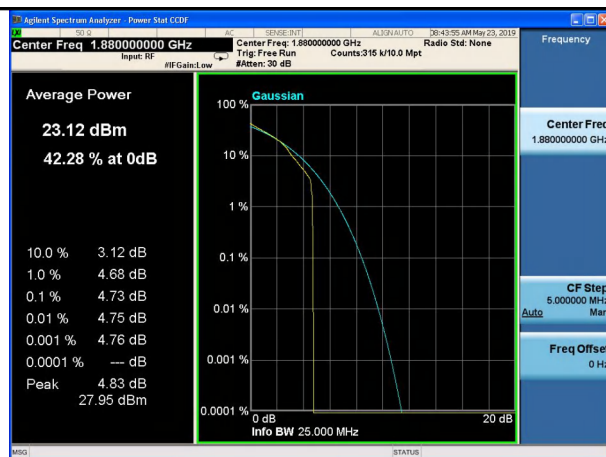 Agilent Spectrum Analyzer - Power Stat CCDF
50 Ω AC SENSE:INT ALIGN AUTO 08:43:55 AM May 23, 2019
Center Freq 1.880000000 GHz
Center Freq: 1.880000000 GHz Radio Std: None
Input: RF Trig: Free Run Counts:315 k/10.0 Mpt
#IFGain:Low #Atten: 30 dB
Frequency
Average Power
23.12 dBm
42.28 % at 0dB
10.0 % 3.12 dB
1.0 % 4.68 dB
0.1 % 4.73 dB
0.01 % 4.75 dB
0.001 % 4.76 dB
0.0001 % --- dB
Peak 4.83 dB
27.95 dBm
Gaussian
100 %
10 %
1 %
0.1 %
0.01 %
0.001 %
0.0001 %
0 dB 20 dB
Info BW 25.000 MHz
Center Freq
1.880000000 GHz
CF Step
5.000000 MHz
Auto Man
Freq Offset
0 Hz
MSG STATUS